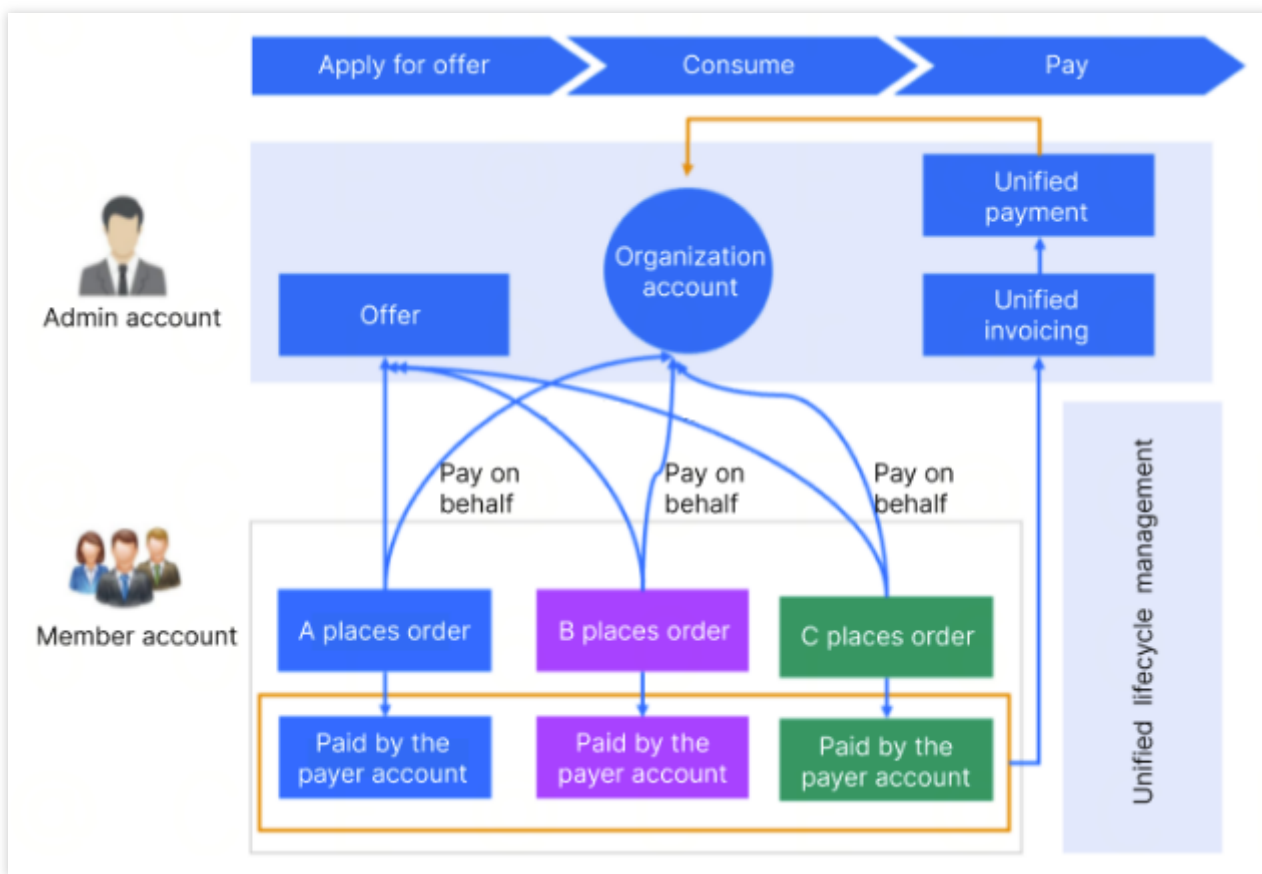 Apply for offer
Consume
Pay
Unified
payment
Organization
account
Admin account
Offer
Unified
invoicing
Pay on
behalf
Pay on
behalf
Pay on
behalf
Unified lifecycle management
Member account
A places order
B places order
C places order
Paid by the
payer account
Paid by the
payer account
Paid by the
payer account